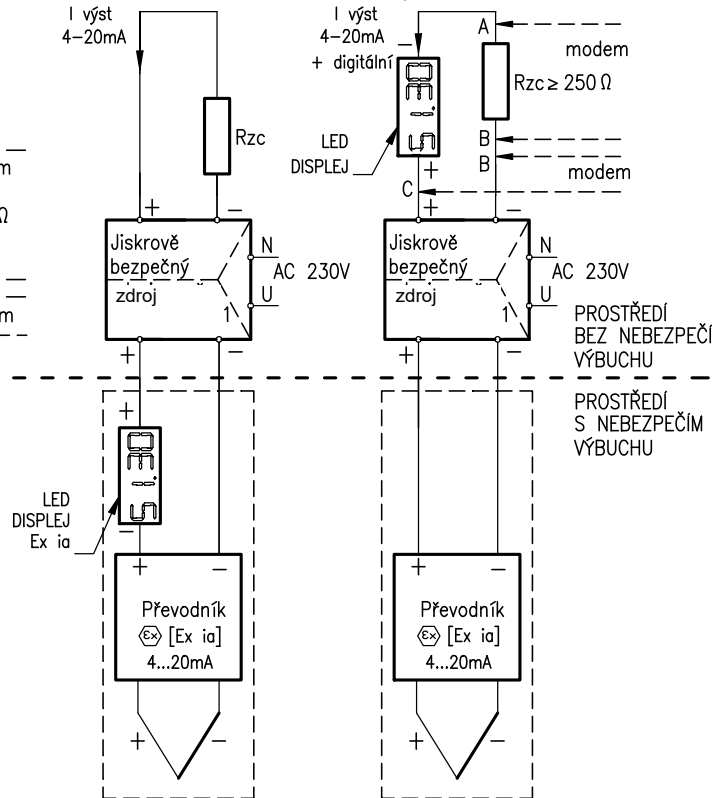 I výst
4–20mA
Rzc
+
–
Jiskrově
bezpečný
zdroj
1
N
AC 230V
U
+
–
+
LED
DISPLEJ
Ex ia
–
+
–
Převodník
Ex [Ex ia]
4...20mA
+
–
I výst
4–20mA
+ digitální
–
LED
DISPLEJ
+
A
modem
Rzc ≥ 250 Ω
B
B
modem
C
+
–
Jiskrově
bezpečný
zdroj
1
N
AC 230V
U
+
–
PROSTŘEDÍ
BEZ NEBEZPEČÍ
VÝBUCHU
PROSTŘEDÍ
S NEBEZPEČÍM
VÝBUCHU
+
–
Převodník
Ex [Ex ia]
4...20mA
+
–
m
Ω
m